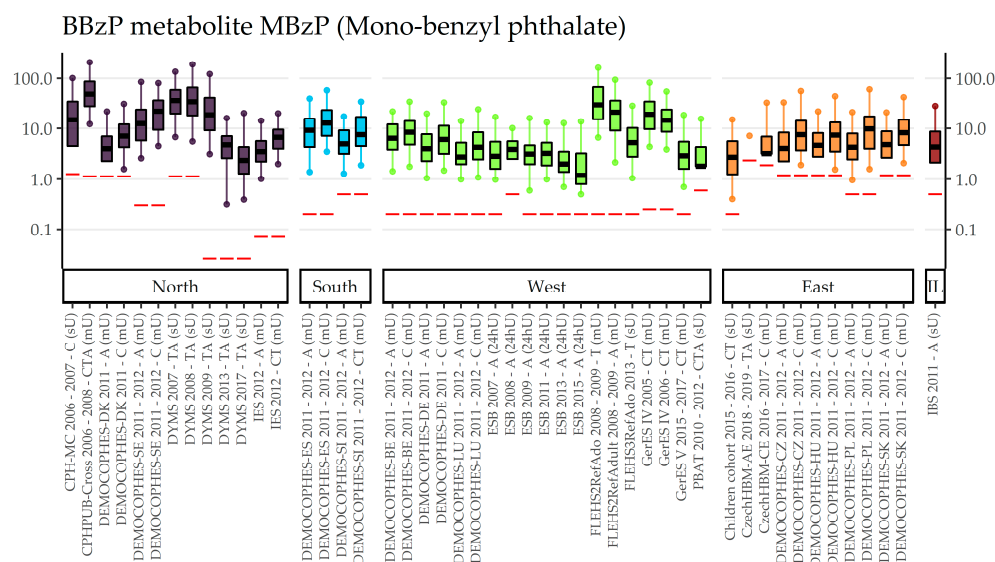 BBzP metabolite MBzP (Mono-benzyl phthalate)
100.0
10.0
1.0
0.1
100.0
10.0
1.0
0.1
North
South
West
East
IL
CPH-MC 2006 - 2007 - C (sU)
CPHPUB-Cross 2006 - 2008 - CTA (mU)
DEMOCOPHES-DK 2011 - A (mU)
DEMOCOPHES-DK 2011 - C (mU)
DEMOCOPHES-SE 2011 - 2012 - A (mU)
DEMOCOPHES-SE 2011 - 2012 - C (mU)
DYMS 2007 - TA (sU)
DYMS 2008 - TA (sU)
DYMS 2009 - TA (mU)
DYMS 2013 - TA (mU)
DYMS 2017 - TA (sU)
IES 2012 - A (mU)
IES 2012 - CT (mU)
DEMOCOPHES-ES 2011 - 2012 - A (mU)
DEMOCOPHES-ES 2011 - 2012 - C (mU)
DEMOCOPHES-SI 2011 - 2012 - A (mU)
DEMOCOPHES-SI 2011 - 2012 - CT (mU)
DEMOCOPHES-BE 2011 - 2012 - A (mU)
DEMOCOPHES-BE 2011 - 2012 - C (mU)
DEMOCOPHES-DE 2011 - A (mU)
DEMOCOPHES-DE 2011 - C (mU)
DEMOCOPHES-LU 2011 - 2012 - A (mU)
DEMOCOPHES-LU 2011 - 2012 - C (mU)
ESB 2007 - A (24hU)
ESB 2008 - A (24hU)
ESB 2009 - A (24hU)
ESB 2011 - A (24hU)
ESB 2013 - A (24hU)
ESB 2015 - A (24hU)
FLEHS2RefAdo 2008 - 2009 - T (mU)
FLEHS2RefAdult 2008 - 2009 - A (mU)
FLEHS3RefAdo 2013 - T (sU)
GerES IV 2005 - CT (mU)
GerES IV 2006 - CT (mU)
GerES V 2015 - 2017 - CT (mU)
PBAT 2010 - 2012 - CTA (sU)
Children cohort 2015 - 2016 - CT (sU)
CzechHBM-AE 2018 - 2019 - TA (sU)
CzechHBM-CE 2016 - 2017 - C (mU)
DEMOCOPHES-CZ 2011 - 2012 - A (mU)
DEMOCOPHES-CZ 2011 - 2012 - C (mU)
DEMOCOPHES-HU 2011 - 2012 - A (mU)
DEMOCOPHES-HU 2011 - 2012 - C (mU)
DEMOCOPHES-PL 2011 - 2012 - A (mU)
DEMOCOPHES-PL 2011 - 2012 - C (mU)
DEMOCOPHES-SK 2011 - 2012 - A (mU)
DEMOCOPHES-SK 2011 - 2012 - C (mU)
IBS 2011 - A (sU)